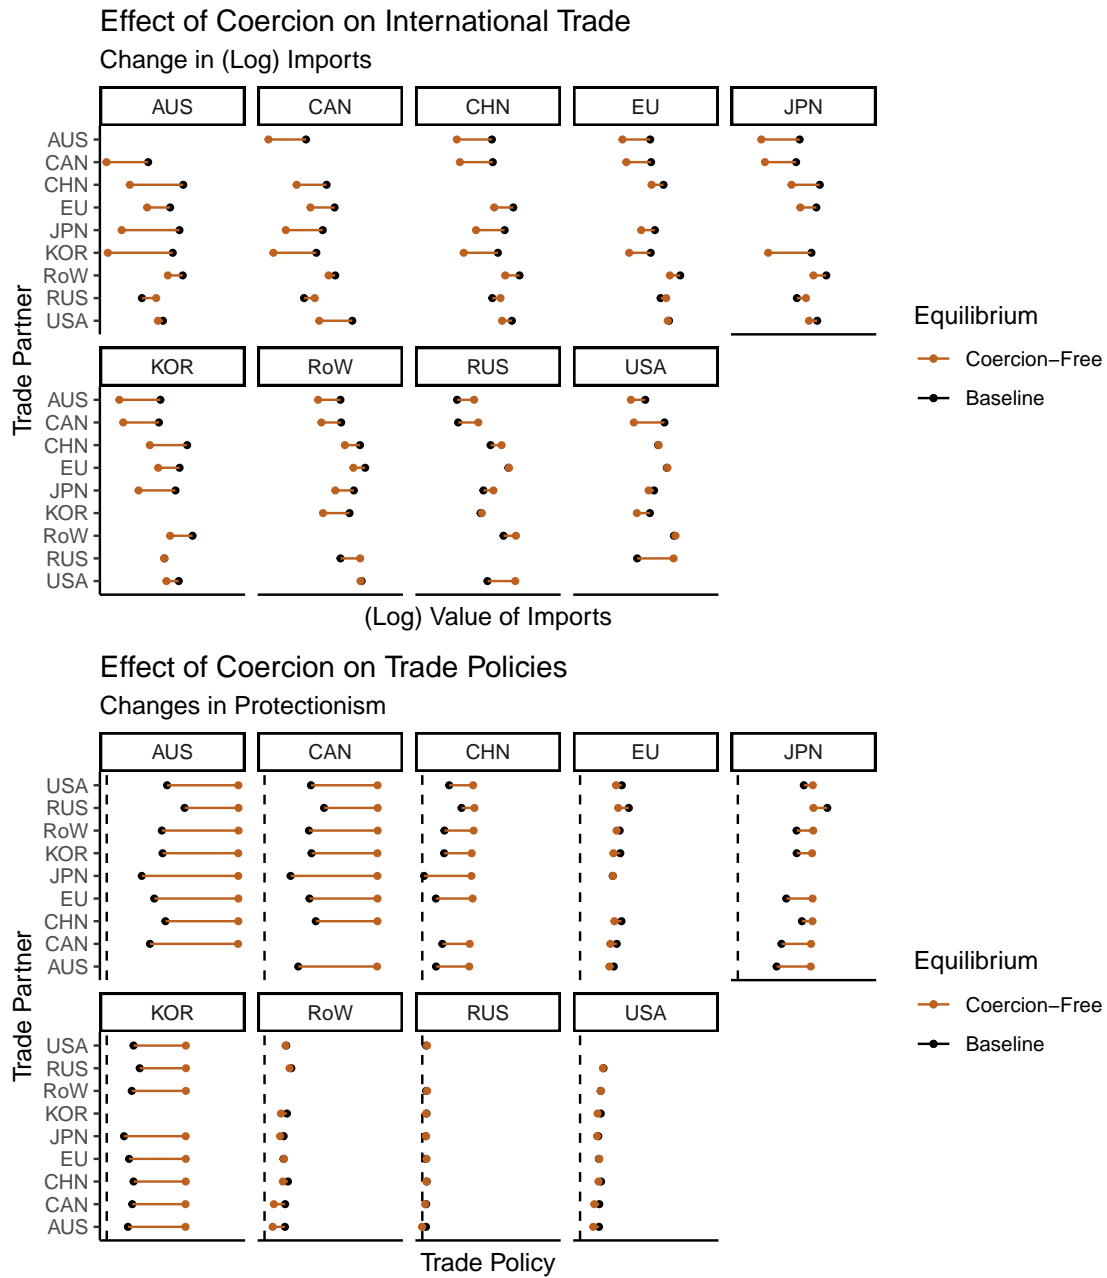 Effect of Coercion on International Trade
Change in (Log) Imports
AUS
CAN
CHN
EU
JPN
AUS
CAN
CHN
EU
JPN
KOR
RoW
RUS
USA
KOR
RoW
RUS
USA
AUS
CAN
CHN
EU
JPN
KOR
RoW
RUS
USA
Trade Partner
(Log) Value of Imports
Equilibrium
Coercion−Free
Baseline
Effect of Coercion on Trade Policies
Changes in Protectionism
AUS
CAN
CHN
EU
JPN
USA
RUS
RoW
KOR
JPN
EU
CHN
CAN
AUS
KOR
RoW
RUS
USA
USA
RUS
RoW
KOR
JPN
EU
CHN
CAN
AUS
Trade Partner
Trade Policy
Equilibrium
Coercion−Free
Baseline